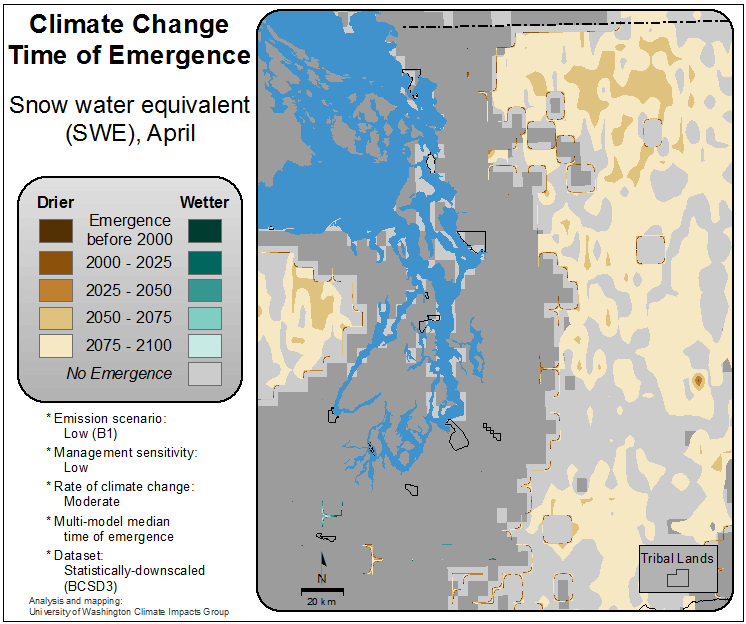 Climate Change
Time of Emergence
Snow water equivalent
(SWE), April
Drier
Wetter
Emergence
before 2000
2000 - 2025
2025 - 2050
2050 - 2075
2075 - 2100
No Emergence
* Emission scenario:
Low (B1)
* Management sensitivity:
Low
* Rate of climate change:
Moderate
* Multi-model median
time of emergence
* Dataset:
Statistically-downscaled
(BCSD3)
Analysis and mapping:
University of Washington Climate Impacts Group
N
20 km
Tribal Lands